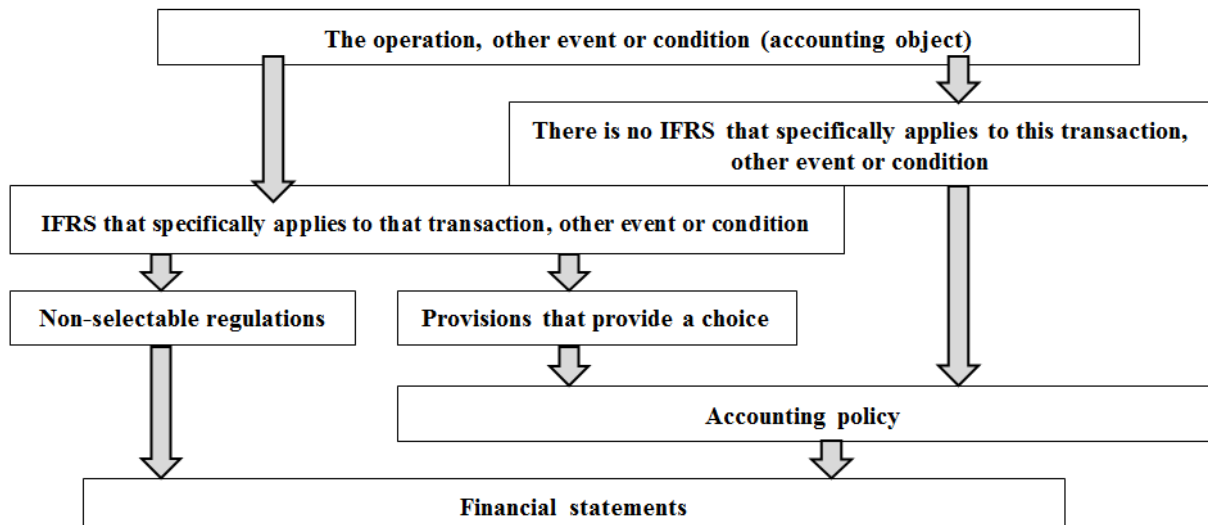 The operation, other event or condition (accounting object)
There is no IFRS that specifically applies to this transaction,
other event or condition
IFRS that specifically applies to that transaction, other event or condition
Non-selectable regulations
Provisions that provide a choice
Accounting policy
Financial statements